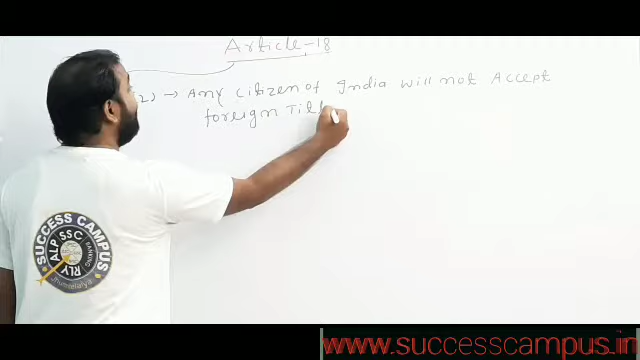 Article-18
2) → Any citizen of India will not Accept
foreign Titl
SUCCESS CAMPUS
ALP SSC
BANKING
RLY
Jhumritelaiya
www.successcampus.in